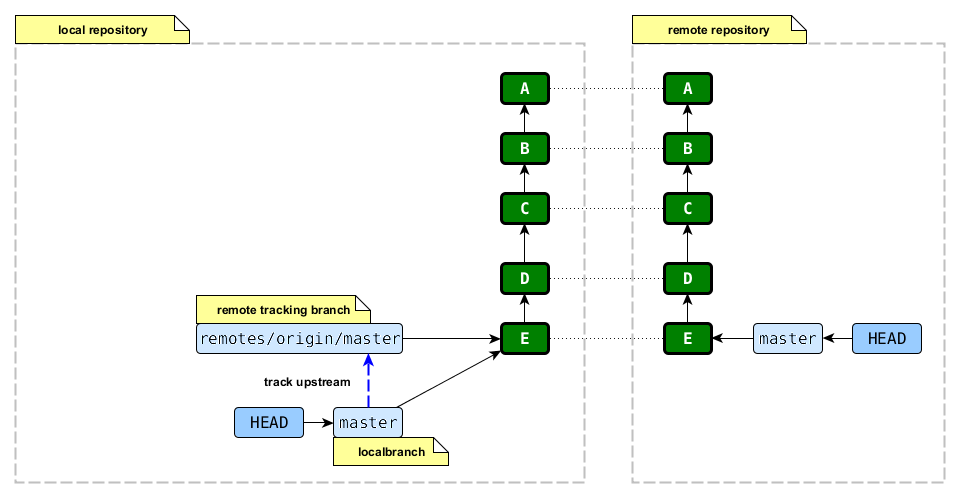 local repository
remote repository
A
A
B
B
C
C
D
D
remote tracking branch
remotes/origin/master
E
E
master
HEAD
track upstream
HEAD
master
localbranch